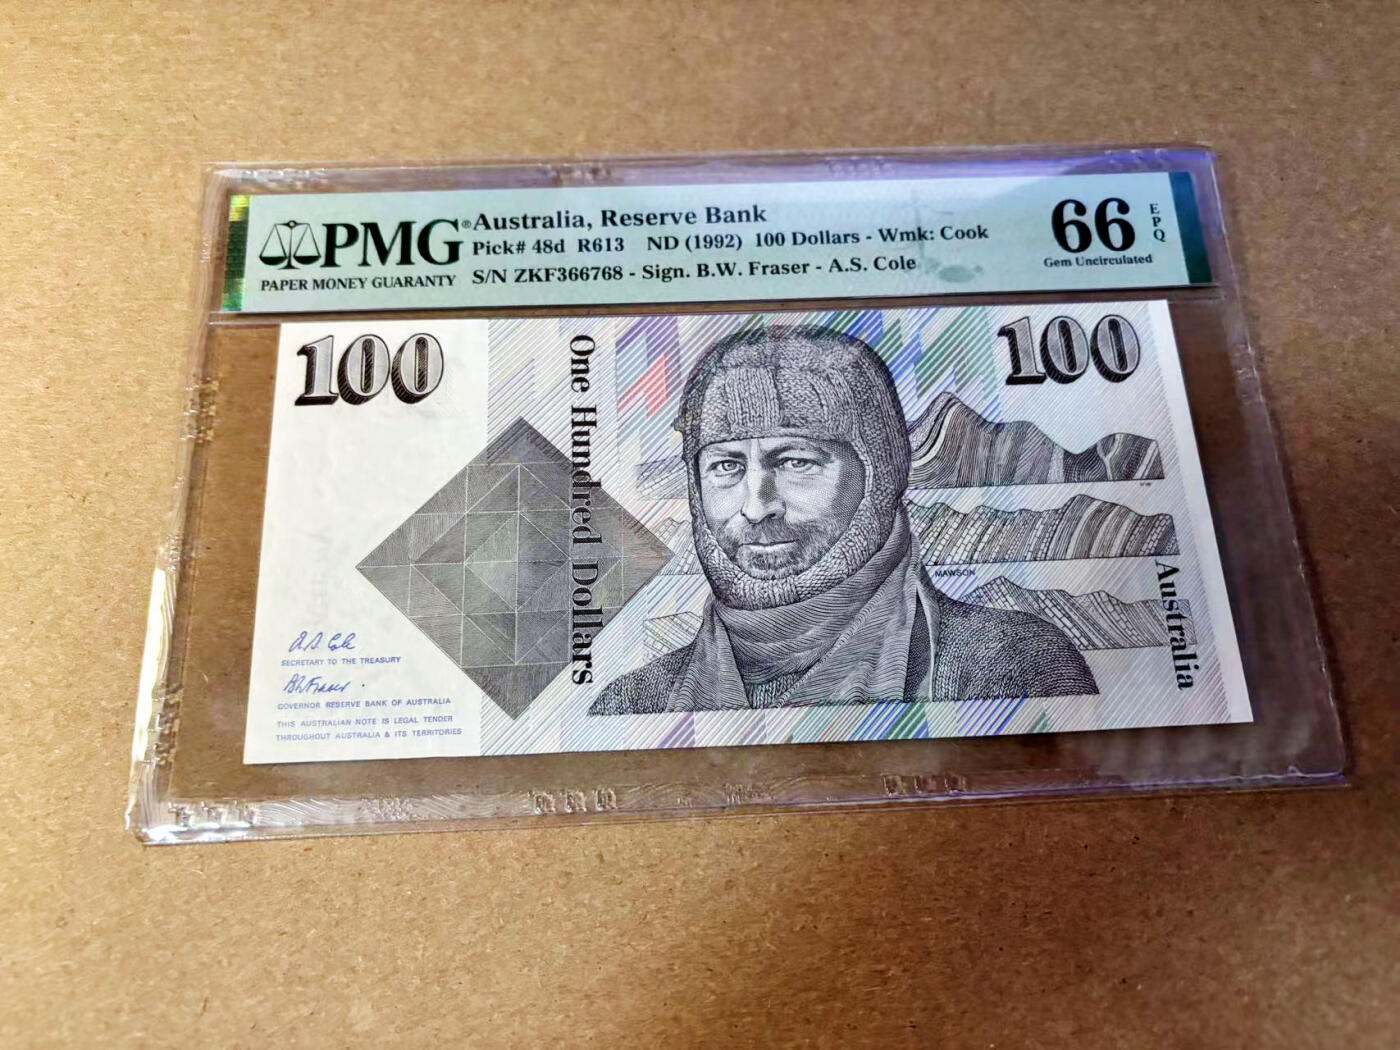 PMG®
PAPER MONEY GUARANTY
Australia, Reserve Bank
Pick# 48d R613 ND (1992) 100 Dollars - Wmk: Cook
S/N ZKF366768 - Sign. B.W. Fraser - A.S. Cole
66 EPQ
Gem Uncirculated
100
One Hundred Dollars
100
MAWSON
Australia
A.S. Cole
SECRETARY TO THE TREASURY
B.W. Fraser
GOVERNOR RESERVE BANK OF AUSTRALIA
THIS AUSTRALIAN NOTE IS LEGAL TENDER
THROUGHOUT AUSTRALIA & ITS TERRITORIES